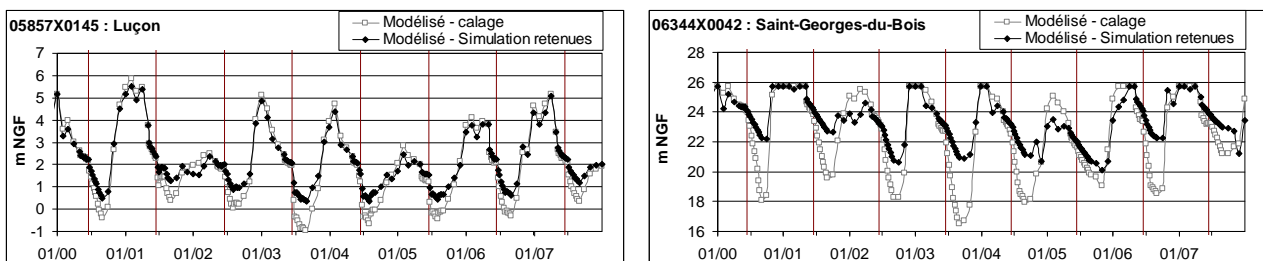 05857X0145 : Luçon
Modélisé - calage
Modélisé - Simulation retenues
m NGF
7
6
5
4
3
2
1
0
-1
01/00 01/01 01/02 01/03 01/04 01/05 01/06 01/07
06344X0042 : Saint-Georges-du-Bois
Modélisé - calage
Modélisé - Simulation retenues
m NGF
28
26
24
22
20
18
16
01/00 01/01 01/02 01/03 01/04 01/05 01/06 01/07